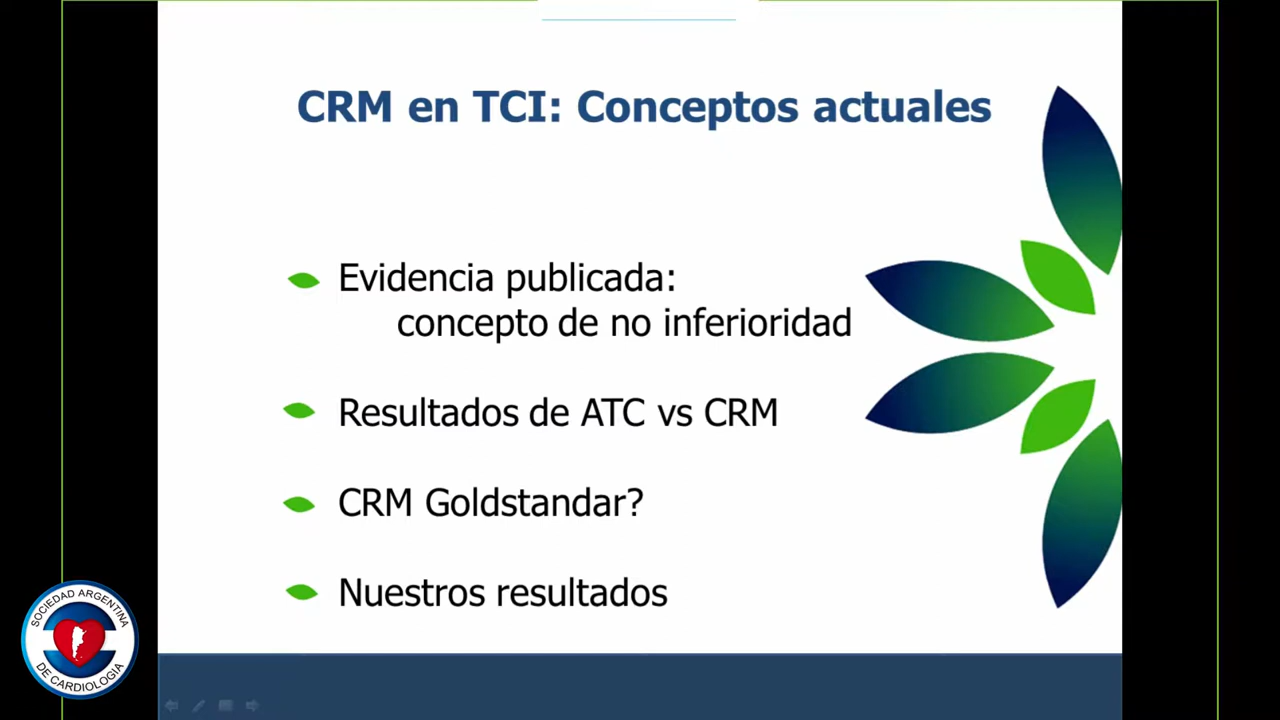 CRM en TCI: Conceptos actuales
Evidencia publicada:
concepto de no inferioridad
Resultados de ATC vs CRM
CRM Goldstandar?
Nuestros resultados
SOCIEDAD ARGENTINA
DE CARDIOLOGÍA